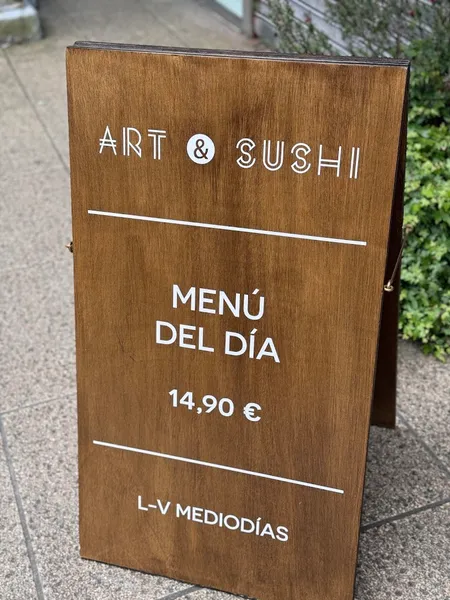 ART & SUSHI
MENÚ
DEL DÍA
14,90 €
L-V MEDIODÍAS